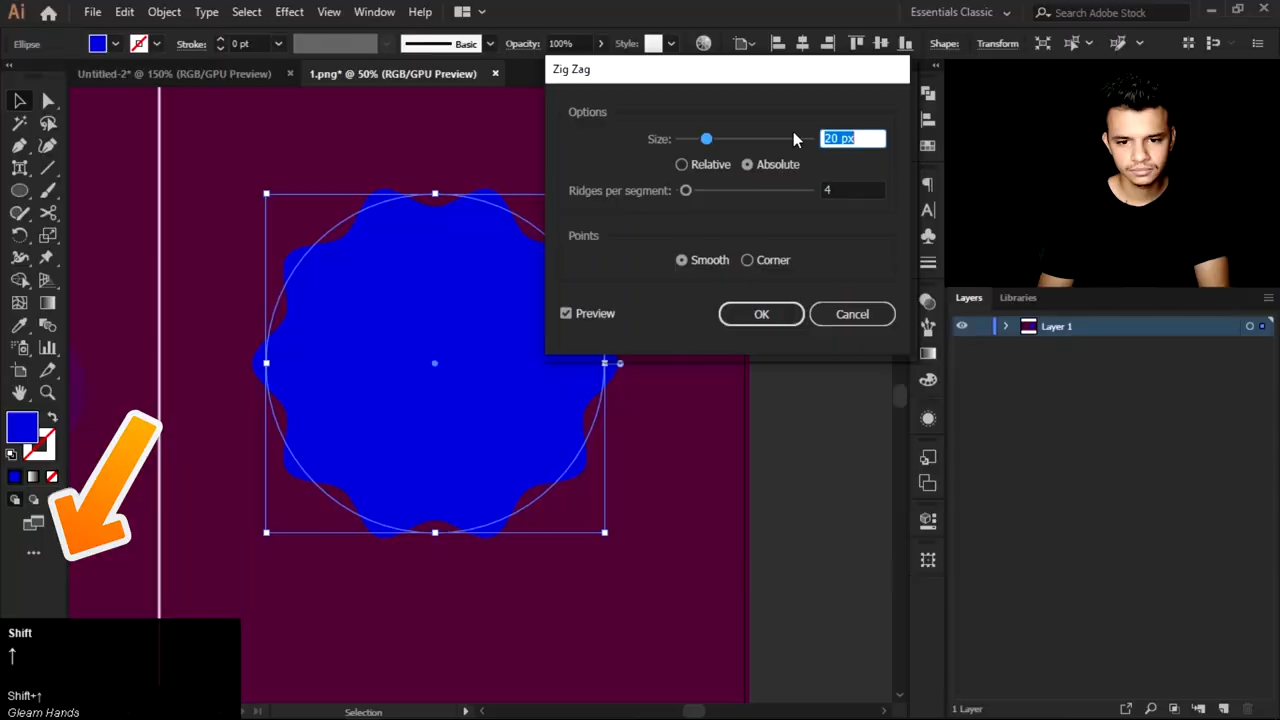 Ai File Edit Object Type Select Effect View Window Help Essentials Classic Search Adobe Stock
Ellipse Stroke: 0 pt Basic Opacity: 100% Style: Shape: Transform
Untitled-2* @ 150% (RGB/GPU Preview) × 1.png* @ 50% (RGB/GPU Preview) ×
Zig Zag
Options
Size: 20 px
Relative Absolute
Ridges per segment: 4
Points
Smooth Corner
Preview OK Cancel
Layers Libraries
Layer 1
Shift
↑
Shift+↑
Gleam Hands
Selection
1 Layer